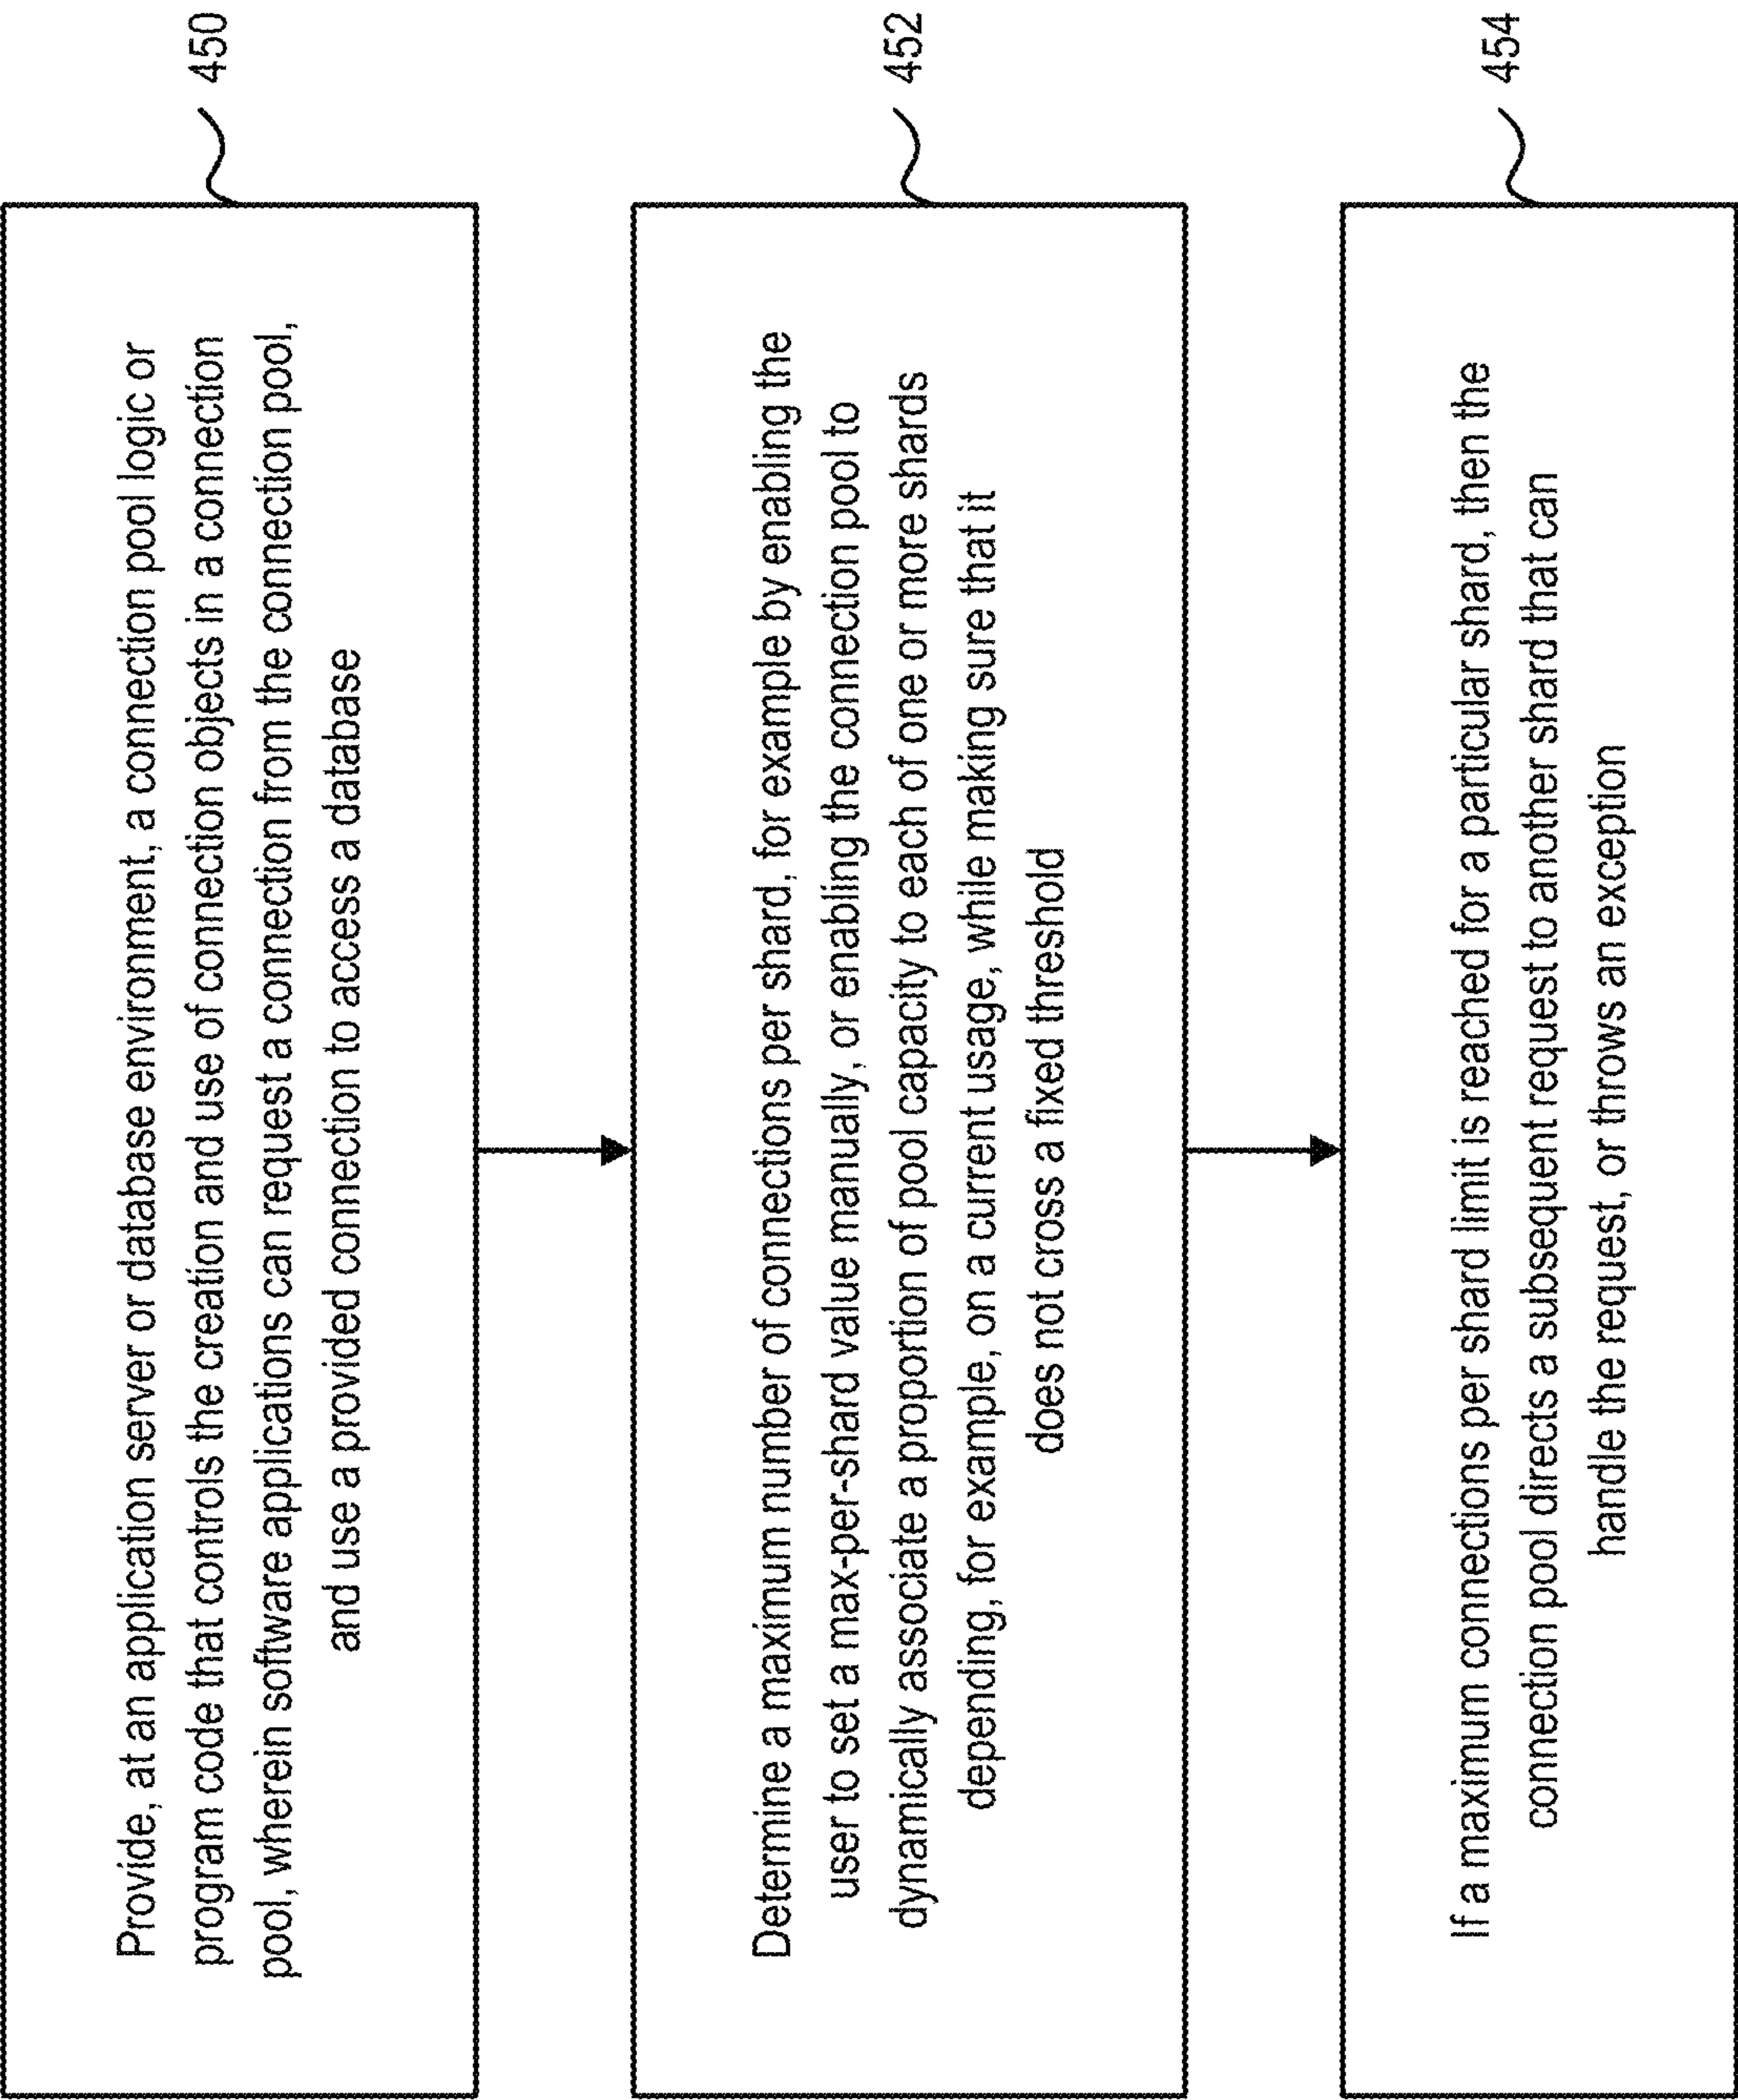 Provide, at an application server or database environment, a connection pool logic or
program code that controls the creation and use of connection objects in a connection
pool, wherein software applications can request a connection from the connection pool,
and use a provided connection to access a database
450
Determine a maximum number of connections per shard, for example by enabling the
user to set a max-per-shard value manually, or enabling the connection pool to
dynamically associate a proportion of pool capacity to each of one or more shards
depending, for example, on a current usage, while making sure that it
does not cross a fixed threshold
452
If a maximum connections per shard limit is reached for a particular shard, then the
connection pool directs a subsequent request to another shard that can
handle the request, or throws an exception
454